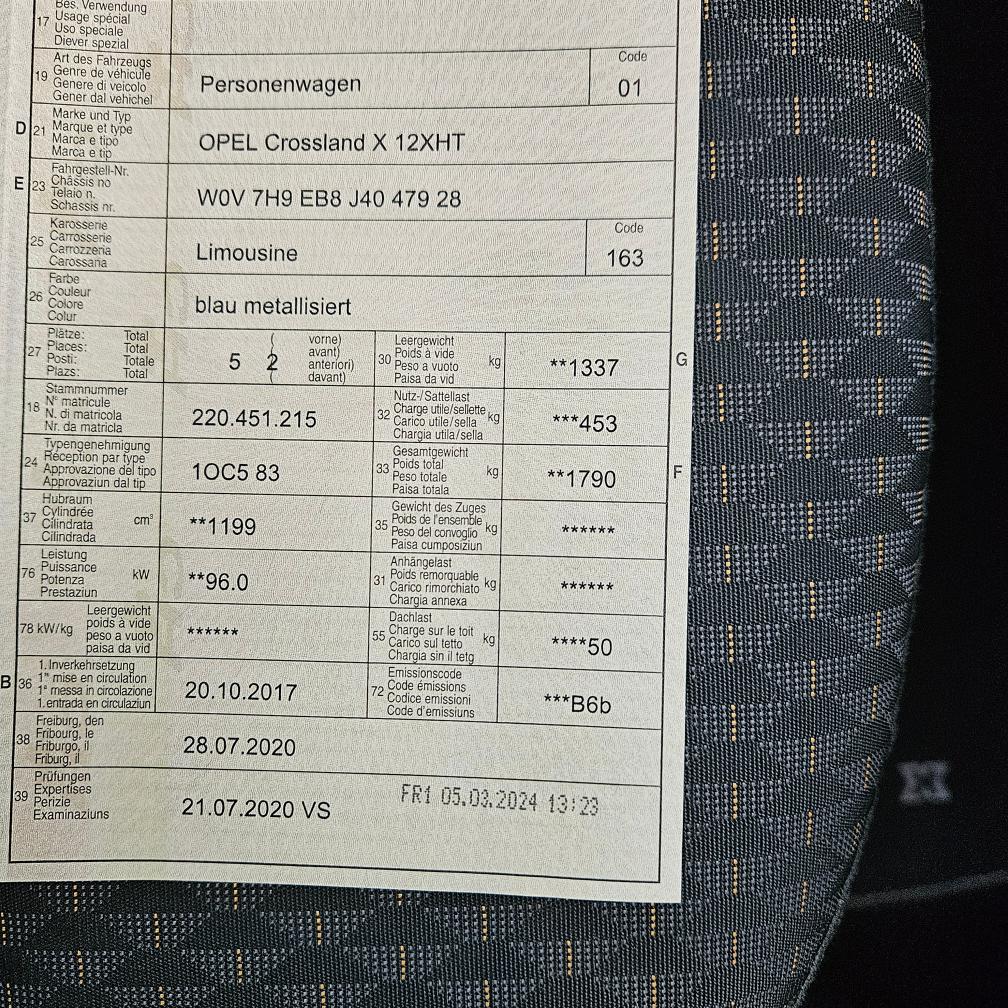 17 Bes. Verwendung
Usage spécial
Uso speciale
Diever spezial
19 Art des Fahrzeugs
Genre de véhicule
Genere di veicolo
Gener dal vehichel
Personenwagen
Code
01
D 21 Marke und Typ
Marque et type
Marca e tipo
Marca e tip
OPEL Crossland X 12XHT
E 23 Fahrgestell-Nr.
Châssis no
Telaio n.
Schassis nr.
W0V 7H9 EB8 J40 479 28
25 Karosserie
Carrosserie
Carrozzeria
Carossaria
Limousine
Code
163
26 Farbe
Couleur
Colore
Colur
blau metallisiert
27 Plätze: Total
Places: Total
Posti: Totale
Plazs: Total
5 2
vorne)
avant)
anteriori)
davant)
30 Leergewicht
Poids à vide
Peso a vuoto
Paisa da vid
kg
**1337
G
18 Stammnummer
N° matricule
N. di matricola
Nr. da matricla
220.451.215
32 Nutz-/Sattellast
Charge utile/sellette
Carico utile/sella
Chargia utila/sella
kg
***453
24 Typengenehmigung
Réception par type
Approvazione del tipo
Approvaziun dal tip
1OC5 83
33 Gesamtgewicht
Poids total
Peso totale
Paisa totala
kg
**1790
F
37 Hubraum
Cylindrée
Cilindrata
Cilindrada
cm³
**1199
35 Gewicht des Zuges
Poids de l'ensemble
Peso del convoglio
Paisa cumposiziun
kg
******
76 Leistung
Puissance
Potenza
Prestaziun
kW
**96.0
31 Anhängelast
Poids remorquable
Carico rimorchiato
Chargia annexa
kg
******
78 kW/kg
Leergewicht
poids à vide
peso a vuoto
paisa da vid
******
55 Dachlast
Charge sur le toit
Carico sul tetto
Chargia sin il tetg
kg
****50
B 36 1. Inverkehrsetzung
1re mise en circulation
1a messa in circolazione
1. entrada en circulaziun
20.10.2017
72 Emissionscode
Code émissions
Codice emissioni
Code d'emissiuns
***B6b
38 Freiburg, den
Fribourg, le
Friburgo, il
Friburg, il
28.07.2020
39 Prüfungen
Expertises
Perizie
Examinaziuns
21.07.2020 VS
FR1 05.03.2024 13:23